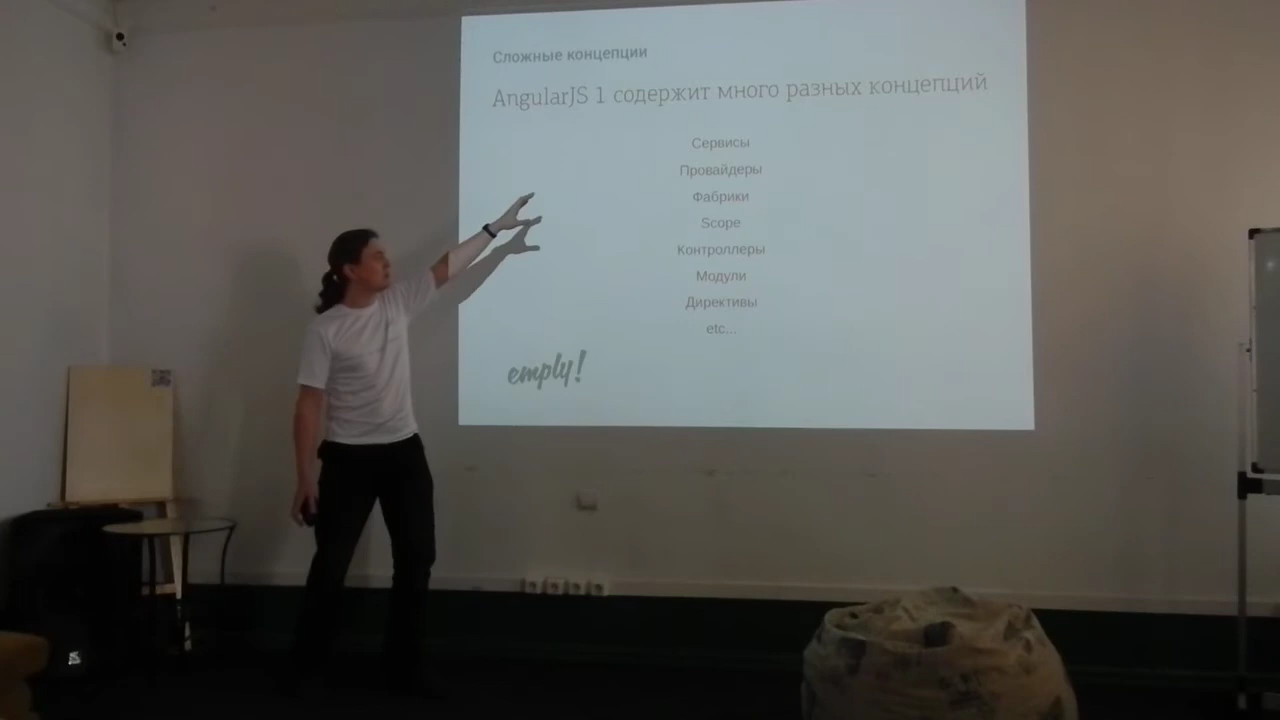 Сложные концепции
AngularJS 1 содержит много разных концепций
Сервисы
Провайдеры
Фабрики
Scope
Контроллеры
Модули
Директивы
etc...
emply!